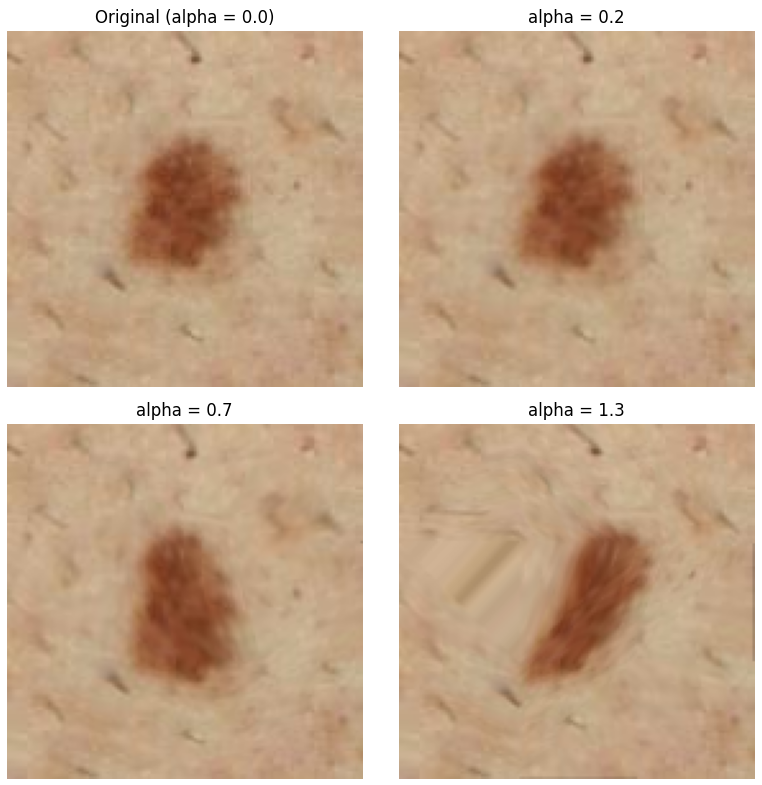 Original (alpha = 0.0)
alpha = 0.2
alpha = 0.7
alpha = 1.3